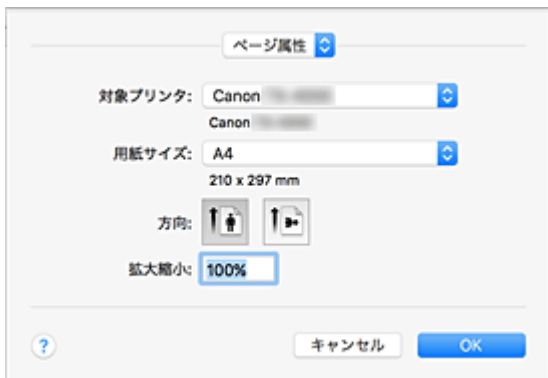 ページ属性
対象プリンタ: Canon
Canon
用紙サイズ: A4
210 x 297 mm
方向:
拡大縮小: 100%
?
キャンセル OK